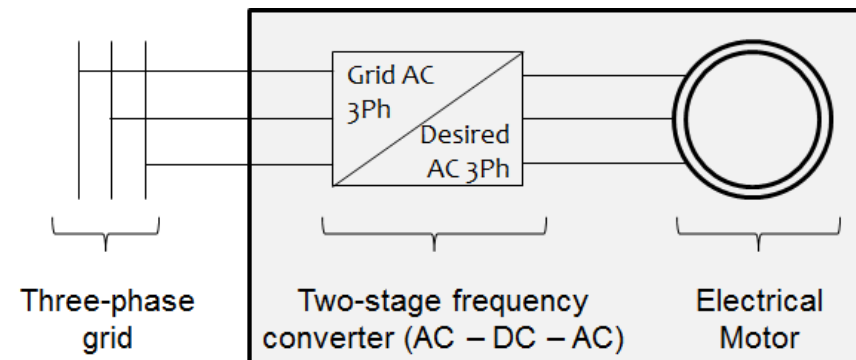 Grid AC
3Ph
Desired
AC 3Ph
Three-phase
grid
Two-stage frequency
converter (AC – DC – AC)
Electrical
Motor